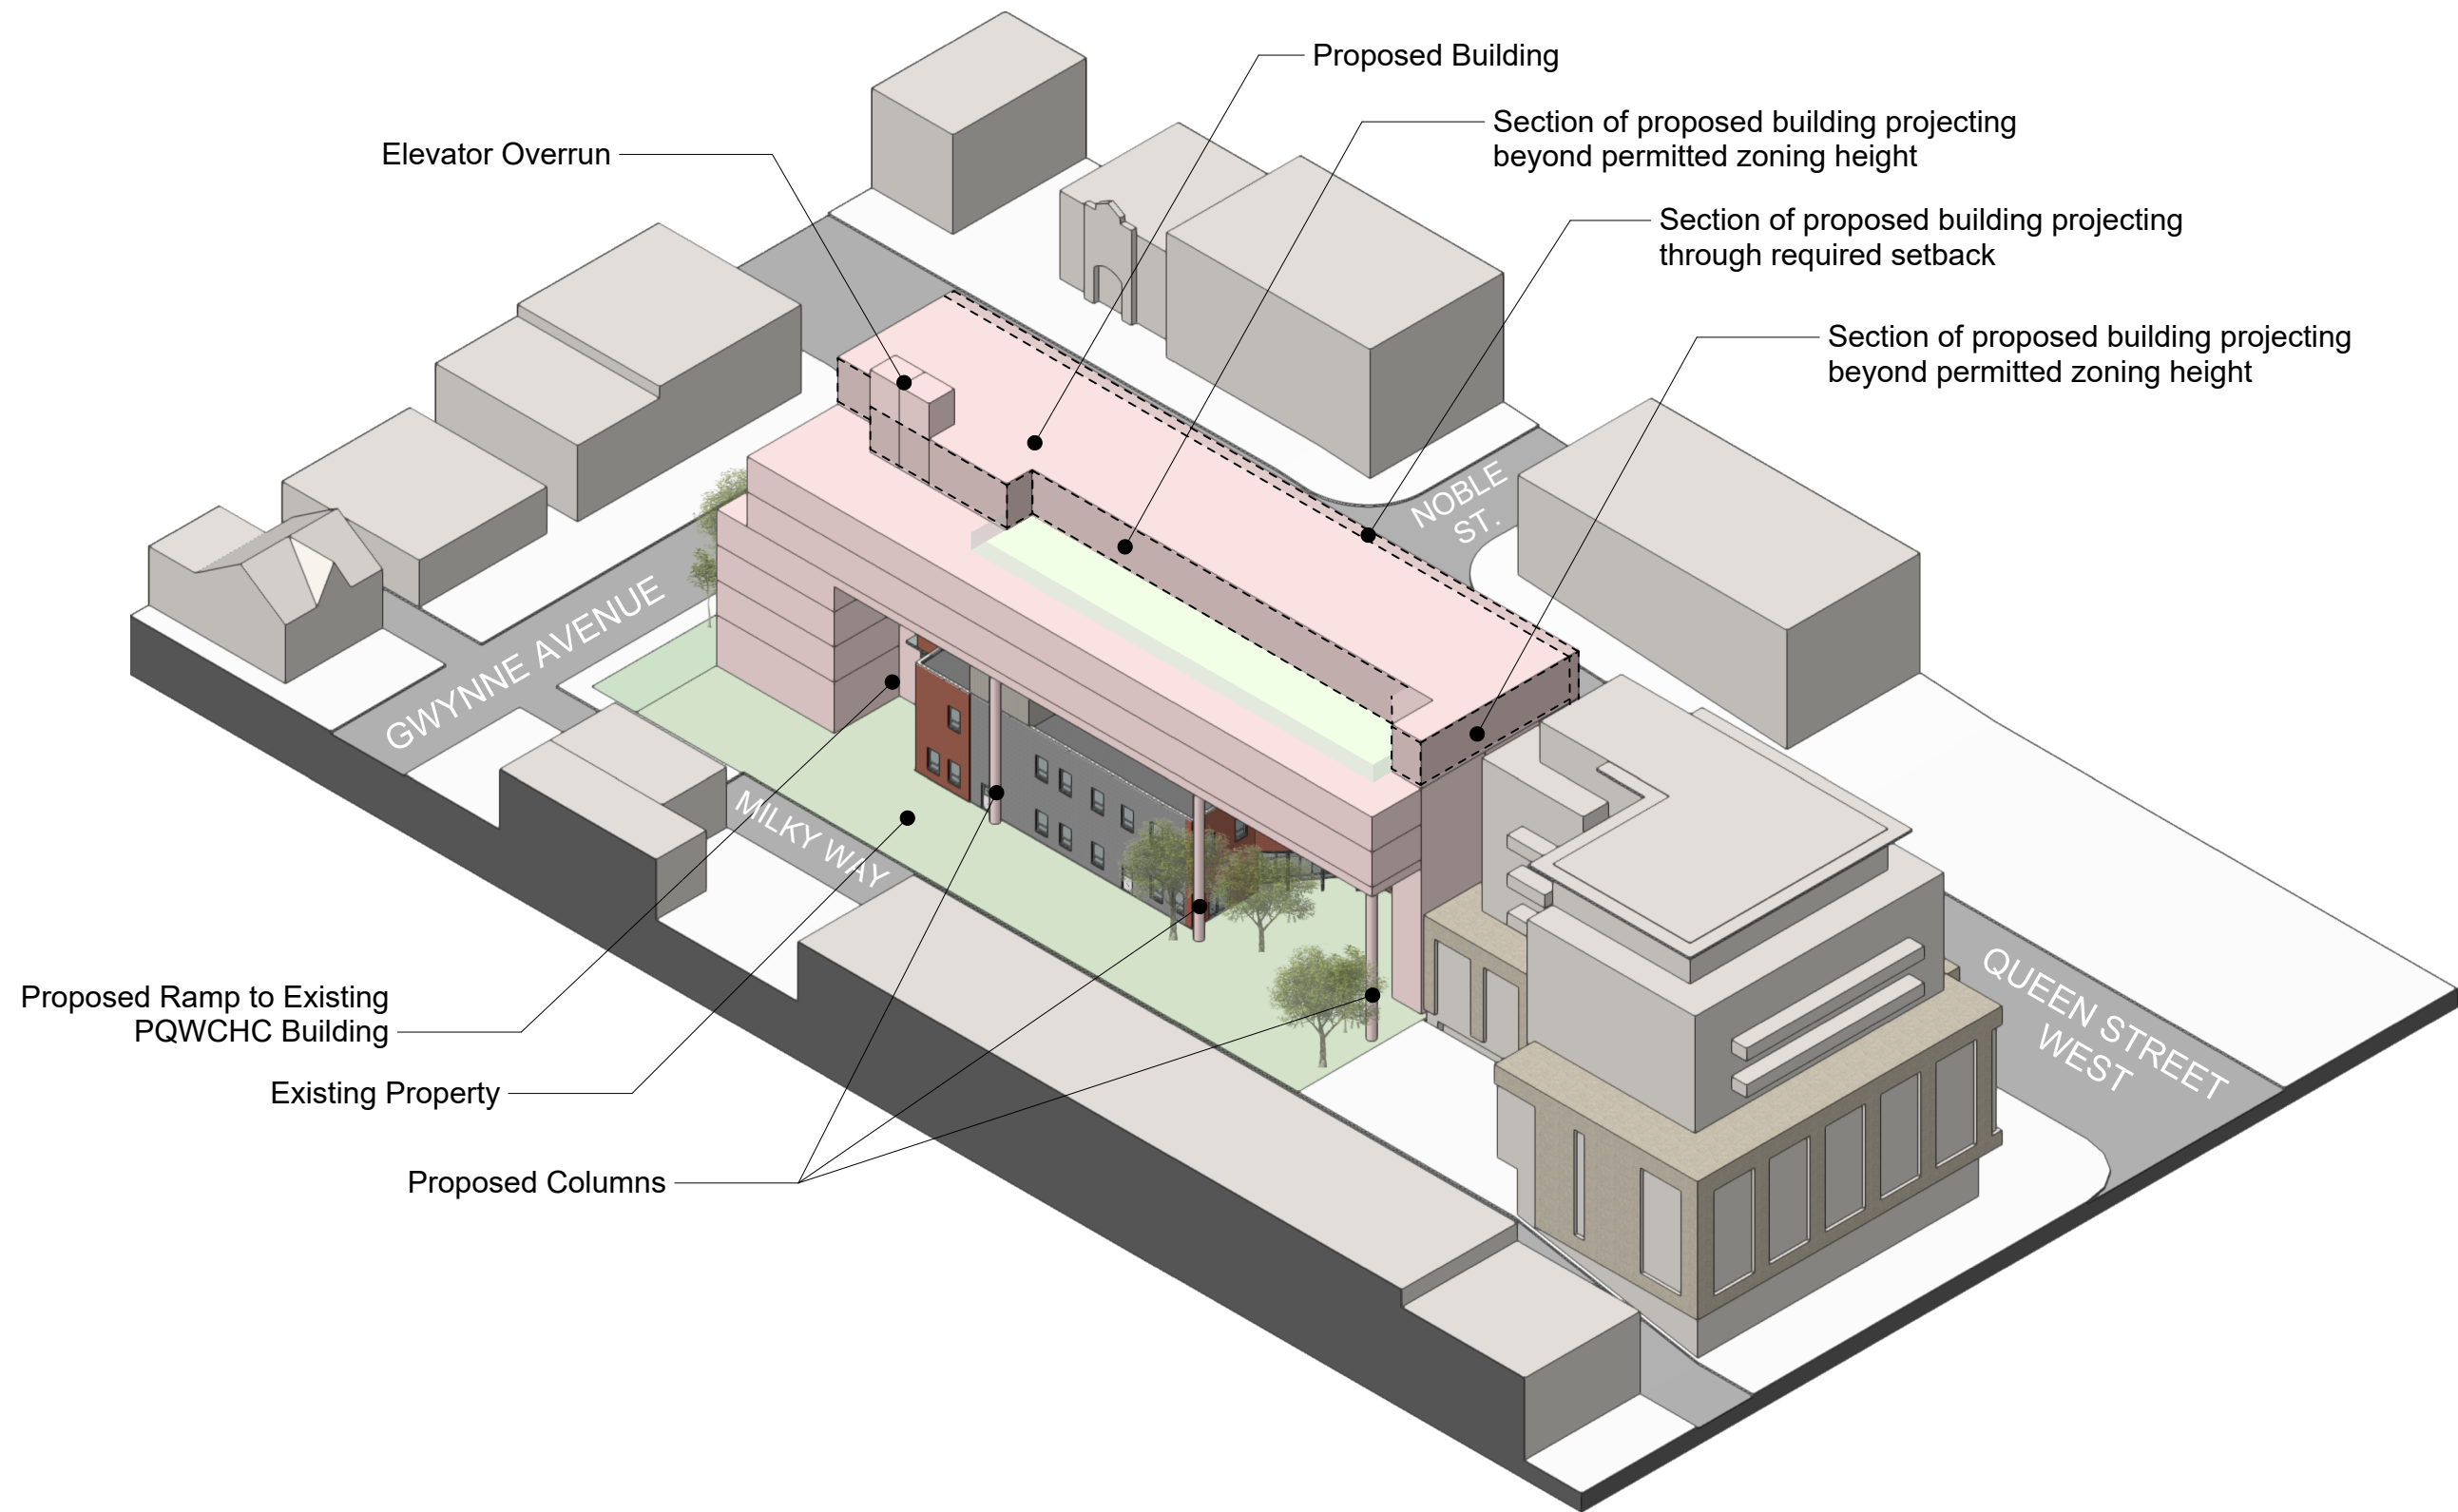 Proposed Building
Section of proposed building projecting
beyond permitted zoning height
Elevator Overrun
Section of proposed building projecting
through required setback
Section of proposed building projecting
beyond permitted zoning height
NOBLE
ST.
GWYNNE AVENUE
MILKY WAY
QUEEN STREET
WEST
Proposed Ramp to Existing
PQWCHC Building
Existing Property
Proposed Columns